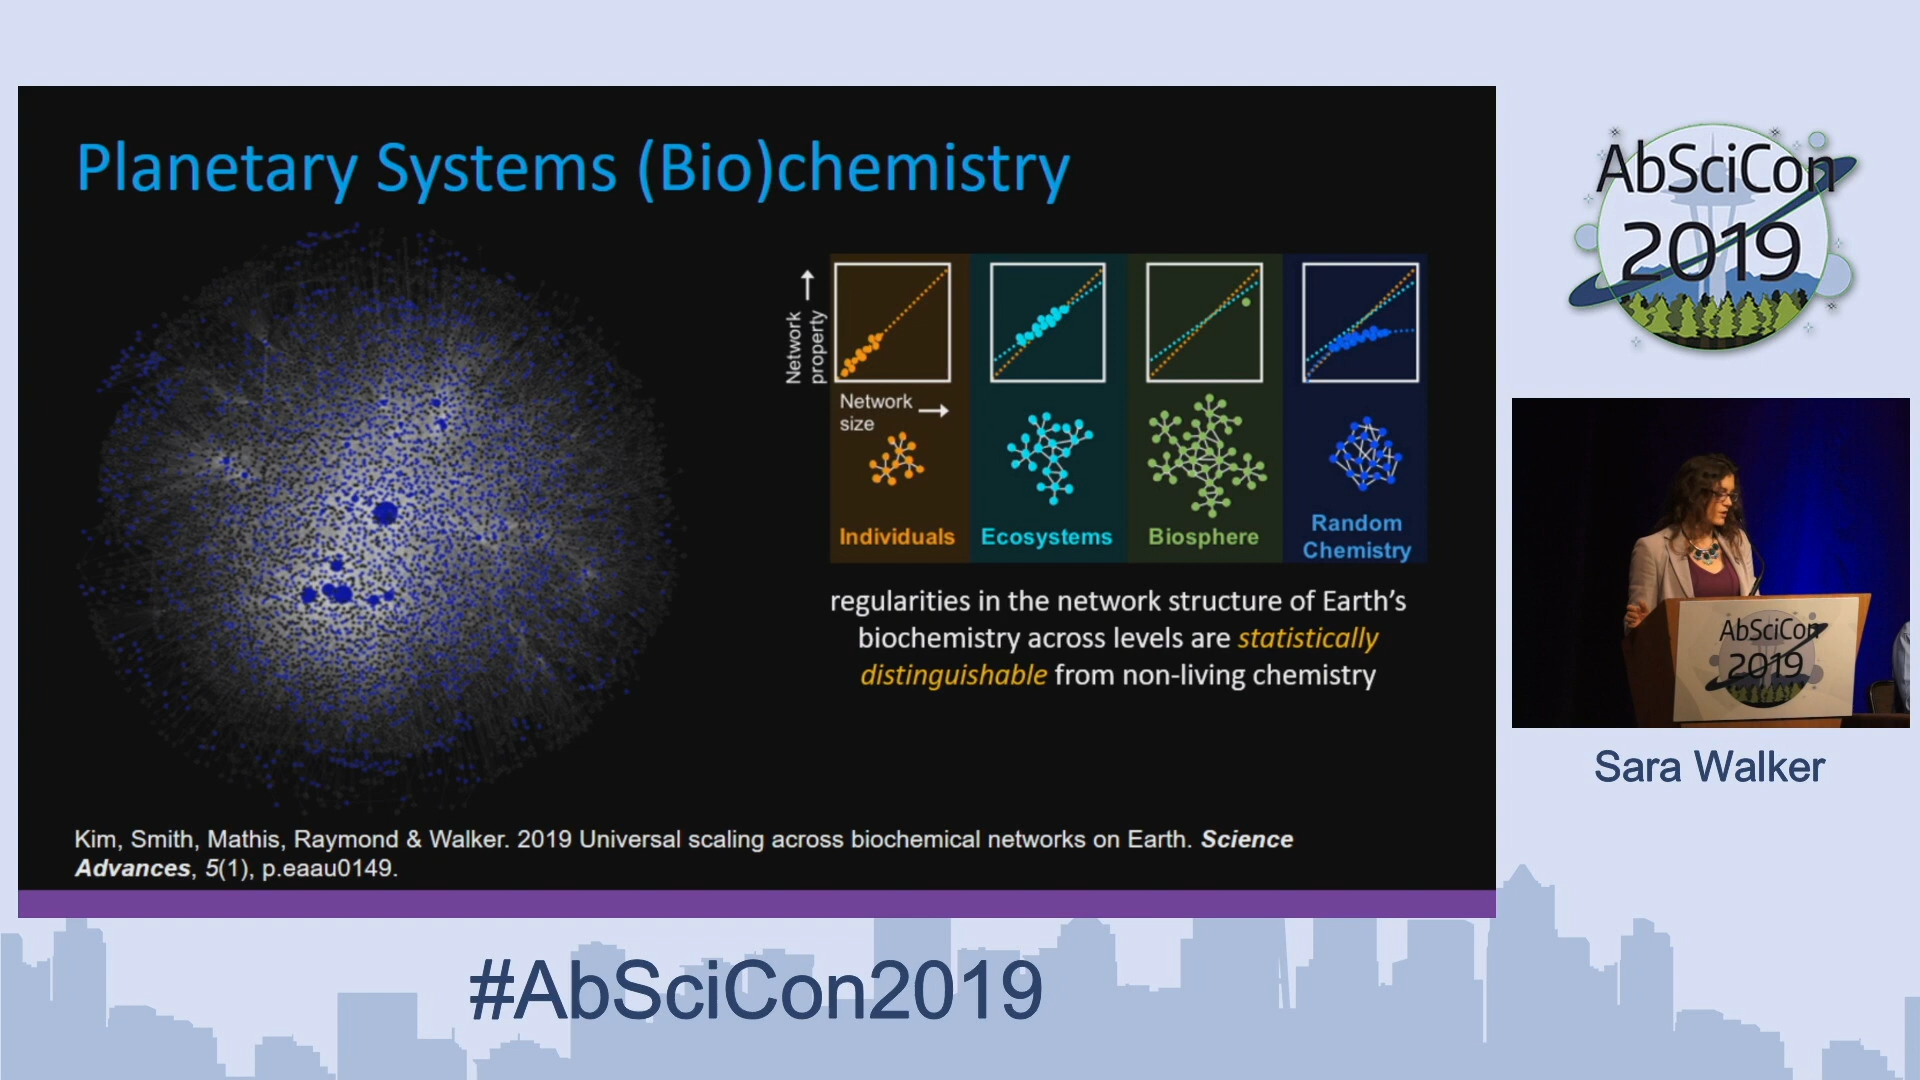 Planetary Systems (Bio)chemistry
Network
property
Network
size
Individuals
Ecosystems
Biosphere
Random
Chemistry
regularities in the network structure of Earth's
biochemistry across levels are statistically
distinguishable from non-living chemistry
Kim, Smith, Mathis, Raymond & Walker. 2019 Universal scaling across biochemical networks on Earth. Science
Advances, 5(1), p.eaau0149.
AbSciCon
2019
AbSciCon
2019
Sara Walker
#AbSciCon2019